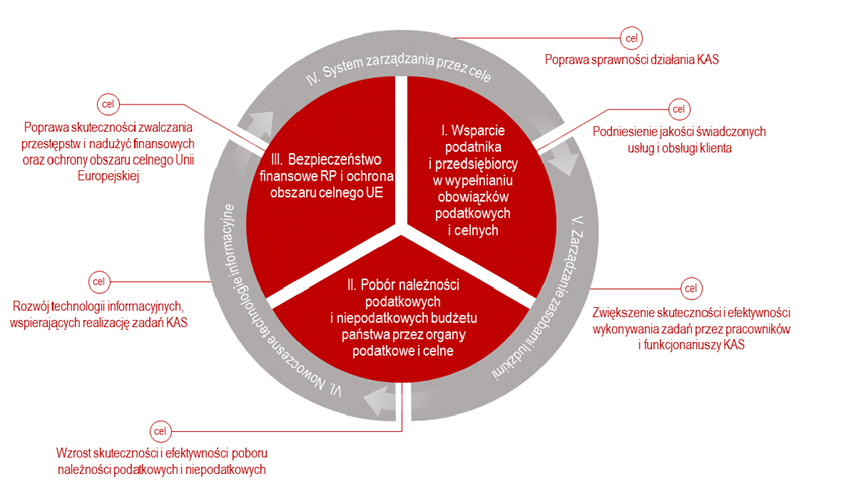 cel
Poprawa sprawności działania KAS
IV. System zarządzania przez cele
cel
Poprawa skuteczności zwalczania
przestępstw i nadużyć finansowych
oraz ochrony obszaru celnego Unii
Europejskiej
cel
Podniesienie jakości świadczonych
usług i obsługi klienta
I. Wsparcie
podatnika
i przedsiębiorcy
w wypełnianiu
obowiązków
podatkowych
i celnych
III. Bezpieczeństwo
finansowe RP i ochrona
obszaru celnego UE
V. Zarządzanie zasobami ludzkimi
VI. Nowoczesne technologie informacyjne
II. Pobór należności
podatkowych
i niepodatkowych budżetu
państwa przez organy
podatkowe i celne
cel
Rozwój technologii informacyjnych,
wspierających realizację zadań KAS
cel
Zwiększenie skuteczności i efektywności
wykonywania zadań przez pracowników
i funkcjonariuszy KAS
cel
Wzrost skuteczności i efektywności poboru
należności podatkowych i niepodatkowych